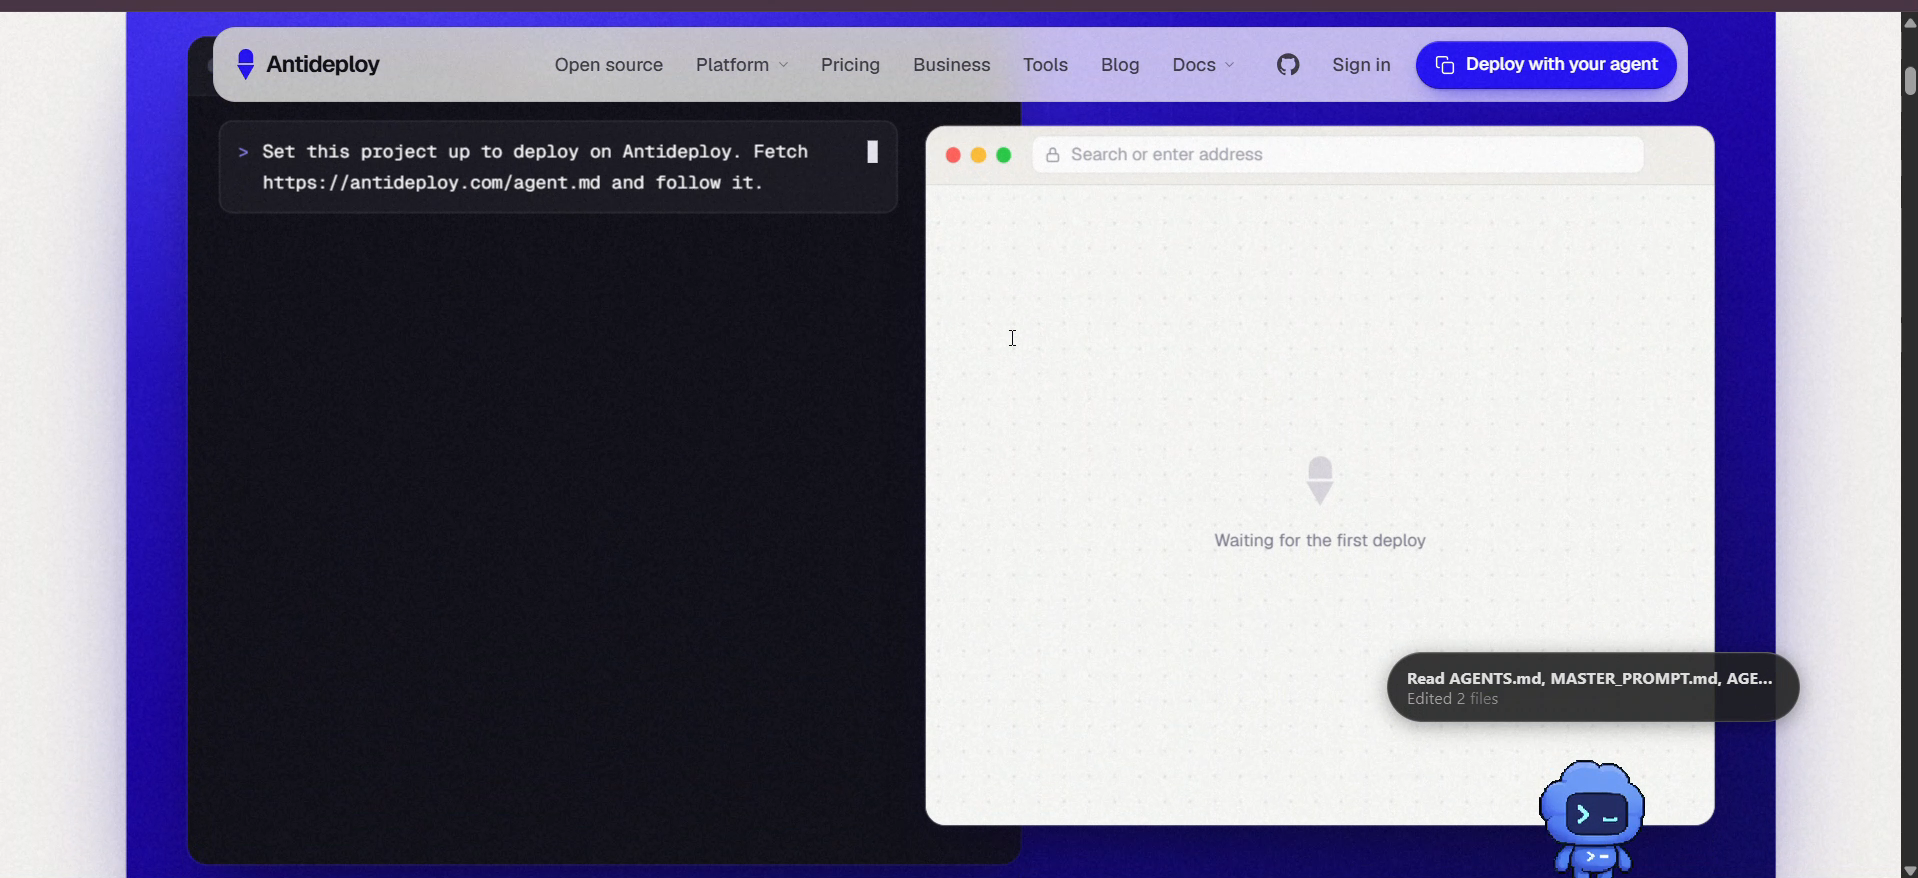 Antideploy
Open source
Platform
Pricing
Business
Tools
Blog
Docs
Sign in
Deploy with your agent
> Set this project up to deploy on Antideploy. Fetch
https://antideploy.com/agent.md and follow it.
Search or enter address
Waiting for the first deploy
Read AGENTS.md, MASTER_PROMPT.md, AGE...
Edited 2 files